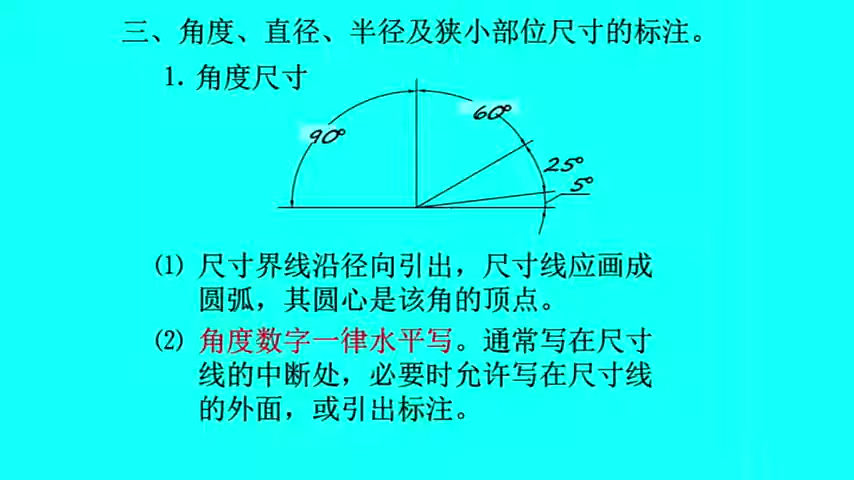 三、角度、直径、半径及狭小部位尺寸的标注。
1. 角度尺寸
60°
90°
25°
5°
⑴ 尺寸界线沿径向引出，尺寸线应画成
圆弧，其圆心是该角的顶点。
⑵ 角度数字一律水平写。通常写在尺寸
线的中断处，必要时允许写在尺寸线
的外面，或引出标注。